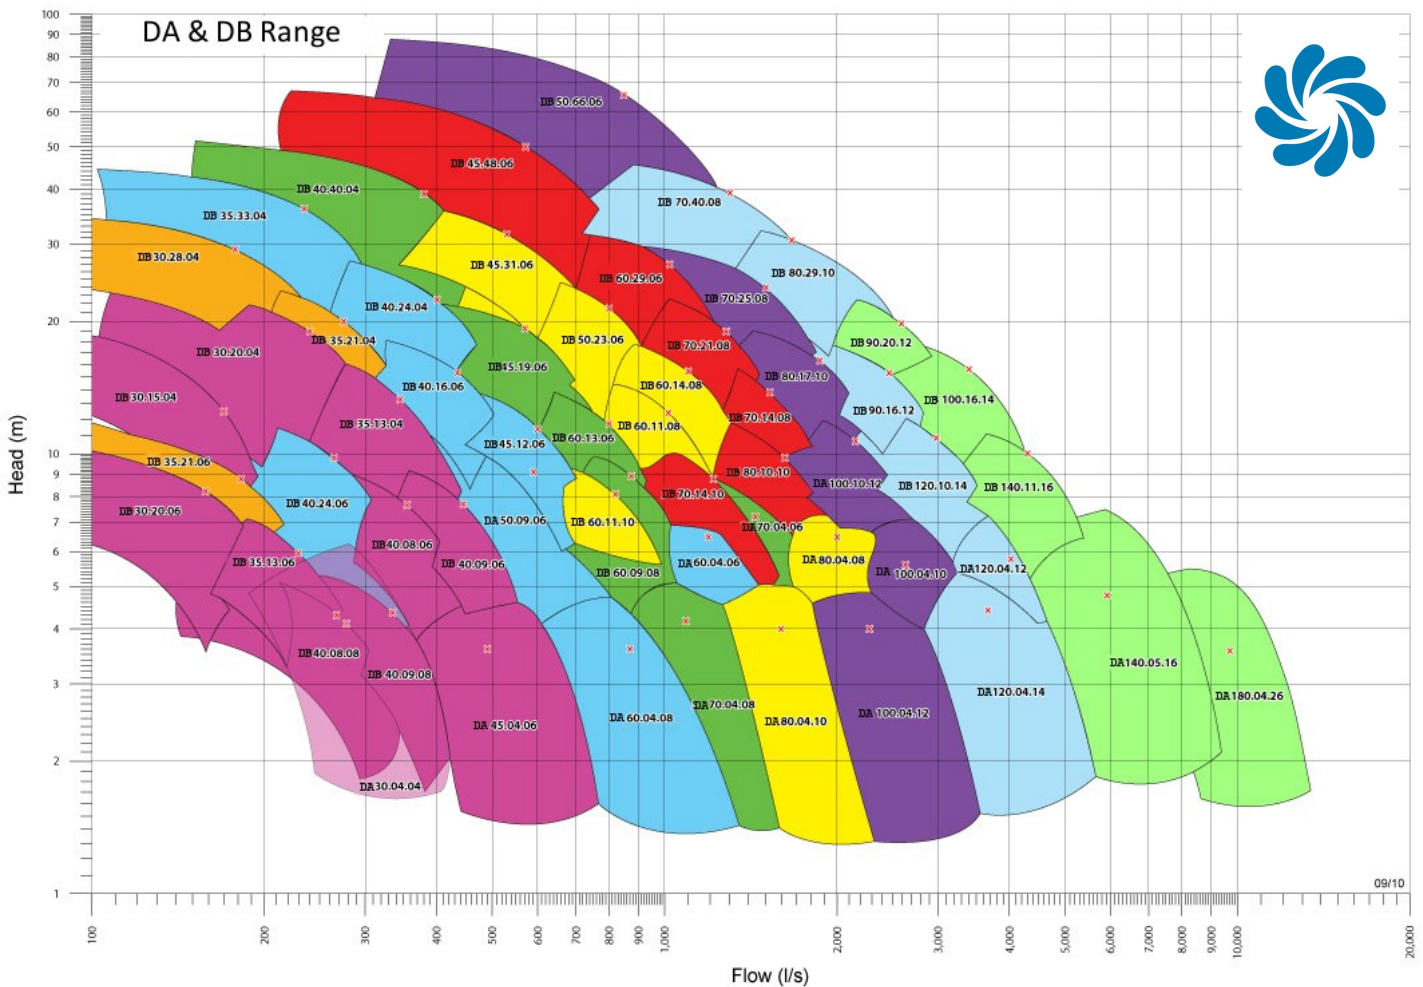 DA & DB Range
100
90
80
70
60
50
40
30
20
10
9
8
7
6
5
4
3
2
1
Head (m)
DB 50.66.06
DB 45.48.06
DB 40.40.04
DB 70.40.08
DB 35.33.04
DB 30.28.04
DB 45.31.06
DB 80.29.10
DB 60.29.06
DB 70.25.08
DB 40.24.04
DB 35.21.04
DB 50.23.06
DB 70.21.08
DB 90.20.12
DB 30.20.04
DB 45.19.06
DB 40.16.06
DB 60.14.08
DB 80.17.10
DB 30.15.04
DB 100.16.14
DB 90.16.12
DB 70.14.08
DB 35.13.04
DB 60.11.08
DB 60.13.06
DB 45.12.06
DB 35.21.06
DB 80.10.10
DA 100.10.12
DB 120.10.14
DB 140.11.16
DB 70.14.10
DB 40.24.06
DB 30.20.06
DA 50.09.06
DB 60.11.10
DA 70.04.06
DB 40.08.06
DB 35.13.06
DB 40.09.06
DA 60.04.06
DA 80.04.08
DB 60.09.08
DA 100.04.10
DA 120.04.12
DB 40.08.08
DB 40.09.08
DA 140.05.16
DA 120.04.14
DA 180.04.26
DA 70.04.08
DA 60.04.08
DA 100.04.12
DA 45.04.06
DA 80.04.10
DA 30.04.04
09/10
100
200
300
400
500
600
700
800
900
1,000
2,000
3,000
4,000
5,000
6,000
7,000
8,000
9,000
10,000
20,000
Flow (l/s)